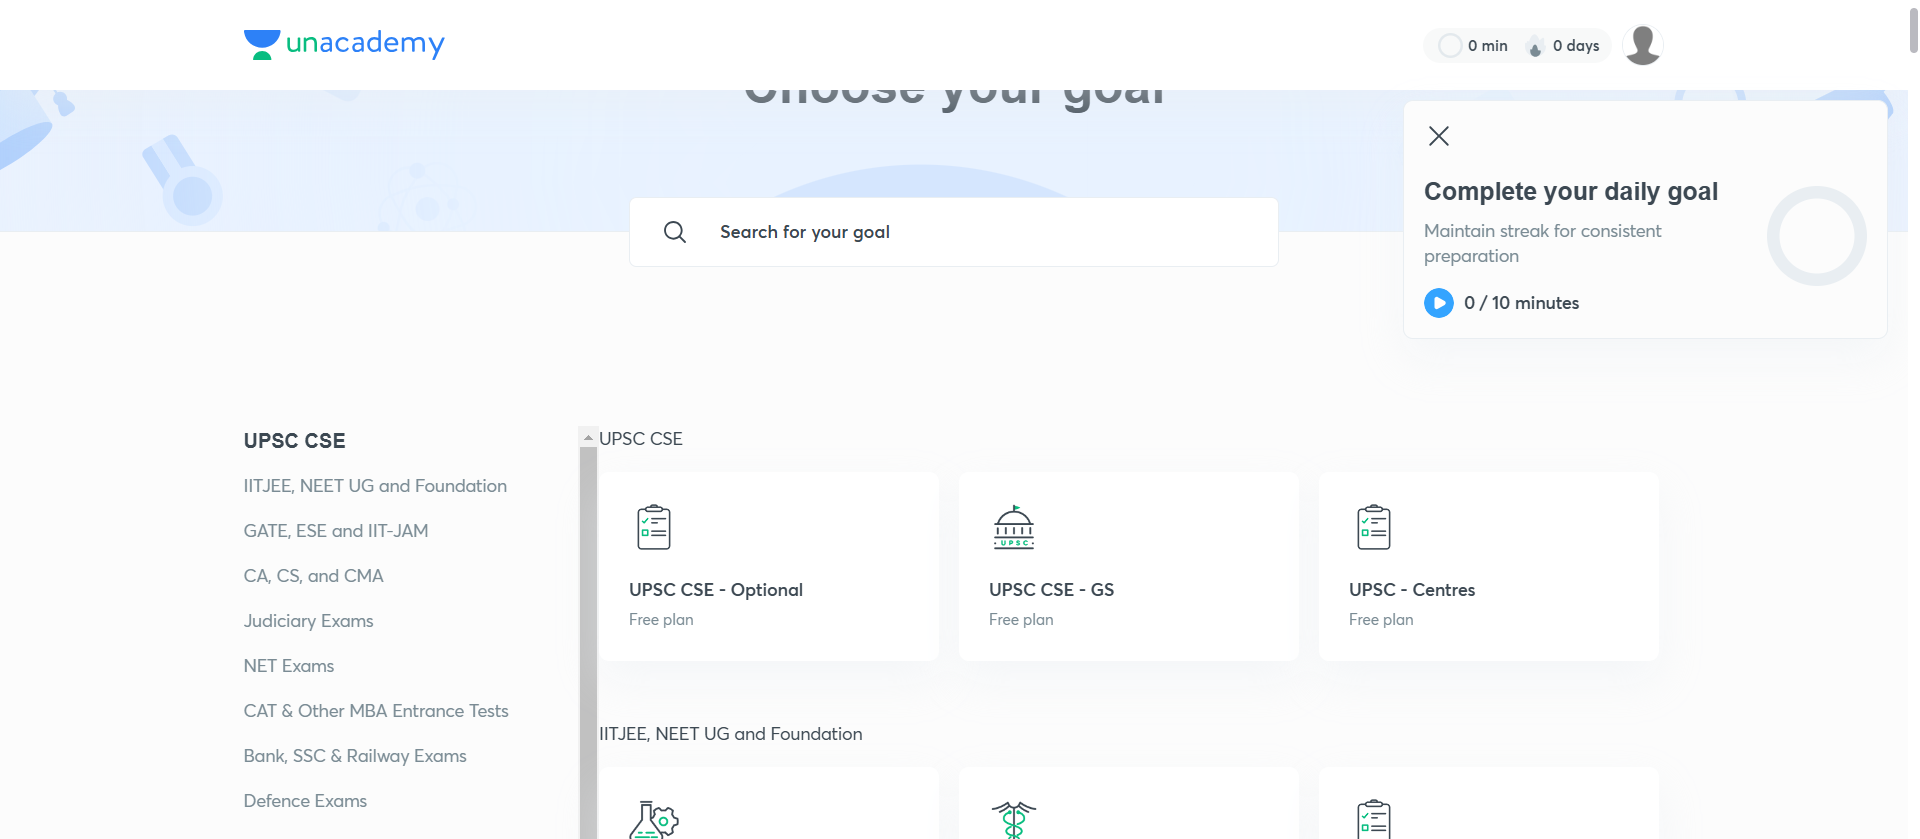 unacademy
0 min
0 days
Choose your goal
Search for your goal
Complete your daily goal
Maintain streak for consistent
preparation
0 / 10 minutes
UPSC CSE
IITJEE, NEET UG and Foundation
GATE, ESE and IIT-JAM
CA, CS, and CMA
Judiciary Exams
NET Exams
CAT & Other MBA Entrance Tests
Bank, SSC & Railway Exams
Defence Exams
UPSC CSE
UPSC CSE - Optional
Free plan
UPSC
UPSC CSE - GS
Free plan
UPSC - Centres
Free plan
IITJEE, NEET UG and Foundation